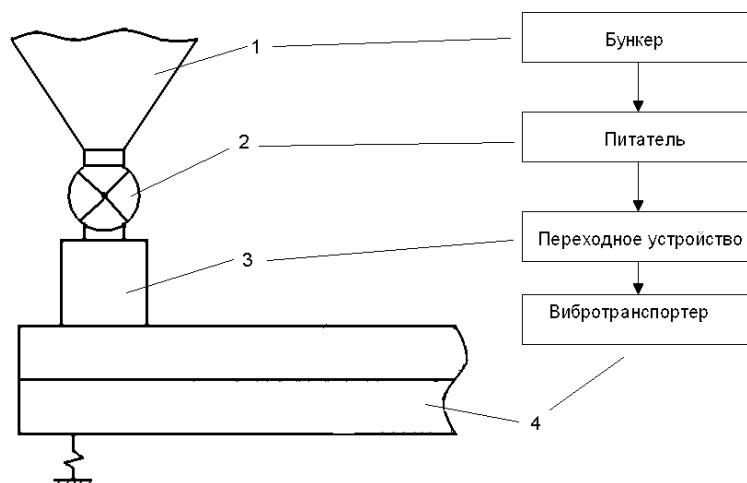 1
Бункер
2
Питатель
3
Переходное устройство
Вибротранспортер
4